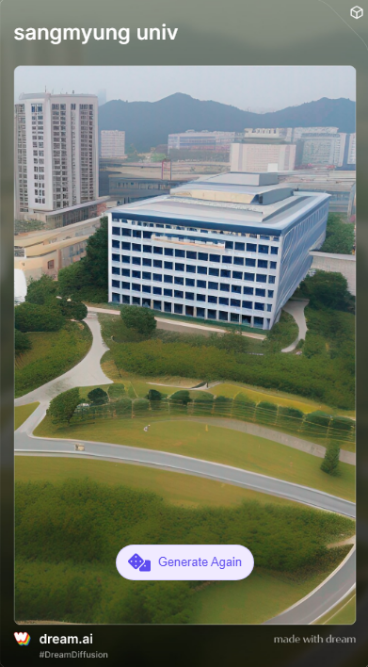 sangmyung univ
Generate Again
dream.ai
made with dream
#DreamDiffusion